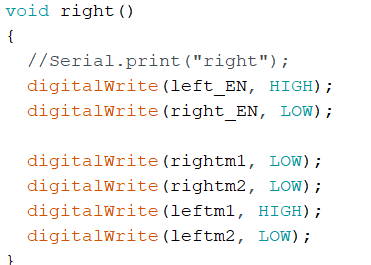 void right()
{
  //Serial.print("right");
  digitalWrite(left_EN, HIGH);
  digitalWrite(right_EN, LOW);

  digitalWrite(rightm1, LOW);
  digitalWrite(rightm2, LOW);
  digitalWrite(leftm1, HIGH);
  digitalWrite(leftm2, LOW);
}